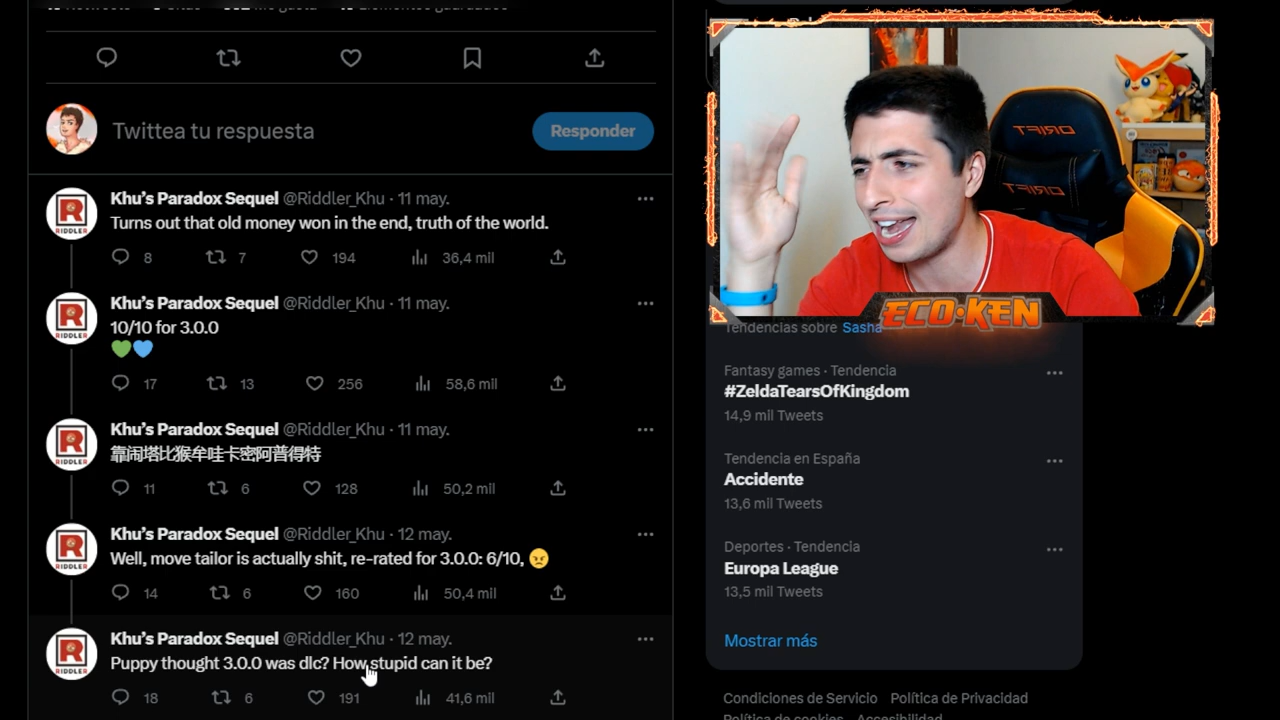 Twittea tu respuesta
Responder
Khu's Paradox Sequel @Riddler_Khu · 11 may.
Turns out that old money won in the end, truth of the world.
8 7 194 36,4 mil
Khu's Paradox Sequel @Riddler_Khu · 11 may.
10/10 for 3.0.0
💚💙
17 13 256 58,6 mil
Khu's Paradox Sequel @Riddler_Khu · 11 may.
靠闹塔比猴牟哇卡密阿普得特
11 6 128 50,2 mil
Khu's Paradox Sequel @Riddler_Khu · 12 may.
Well, move tailor is actually shit, re-rated for 3.0.0: 6/10, 😠
14 6 160 50,4 mil
Khu's Paradox Sequel @Riddler_Khu · 12 may.
Puppy thought 3.0.0 was dlc? How stupid can it be?
18 6 191 41,6 mil
RIDDLER
RIDDLER
RIDDLER
RIDDLER
RIDDLER
DRIFT
DRIFT
ECO·KEN
Tendencias sobre Sasha
Fantasy games · Tendencia
#ZeldaTearsOfKingdom
14,9 mil Tweets
Tendencia en España
Accidente
13,6 mil Tweets
Deportes · Tendencia
Europa League
13,5 mil Tweets
Mostrar más
Condiciones de Servicio Política de Privacidad
Política de cookies Accesibilidad